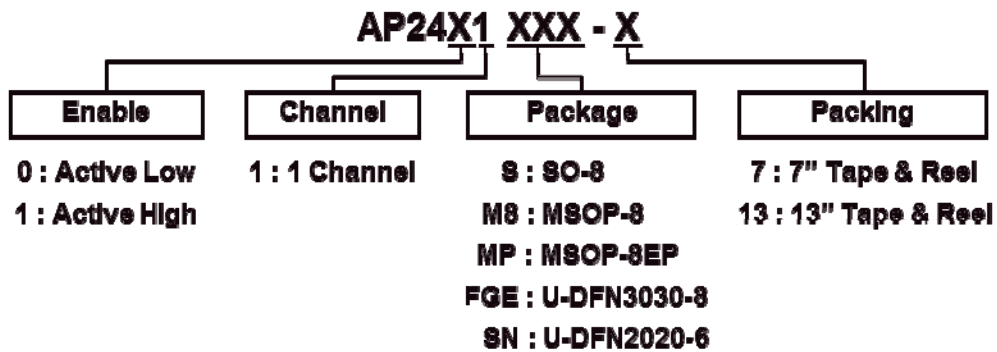 AP24X1 XXX - X
Enable Channel Package Packing
0 : Active Low 1 : 1 Channel S : SO-8 7 : 7” Tape & Reel
1 : Active High M8 : MSOP-8 13 : 13” Tape & Reel
MP : MSOP-8EP
FGE : U-DFN3030-8
SN : U-DFN2020-6